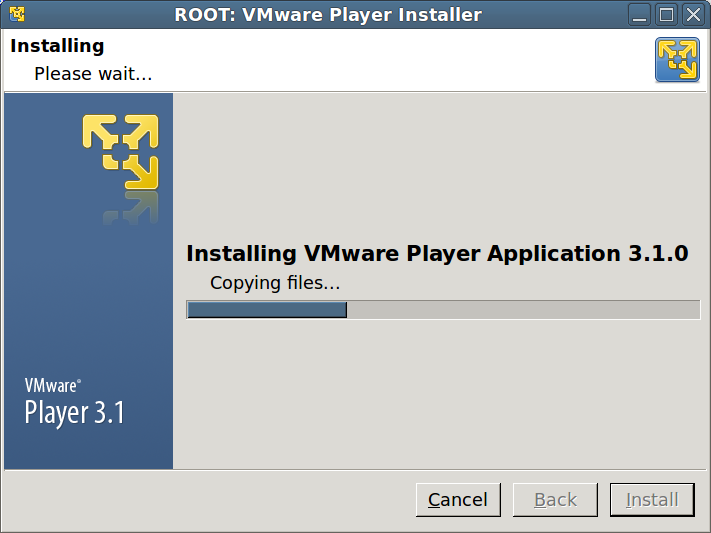 ROOT: VMware Player Installer
Installing
Please wait...
Installing VMware Player Application 3.1.0
Copying files...
VMware®
Player 3.1
Cancel
Back
Install